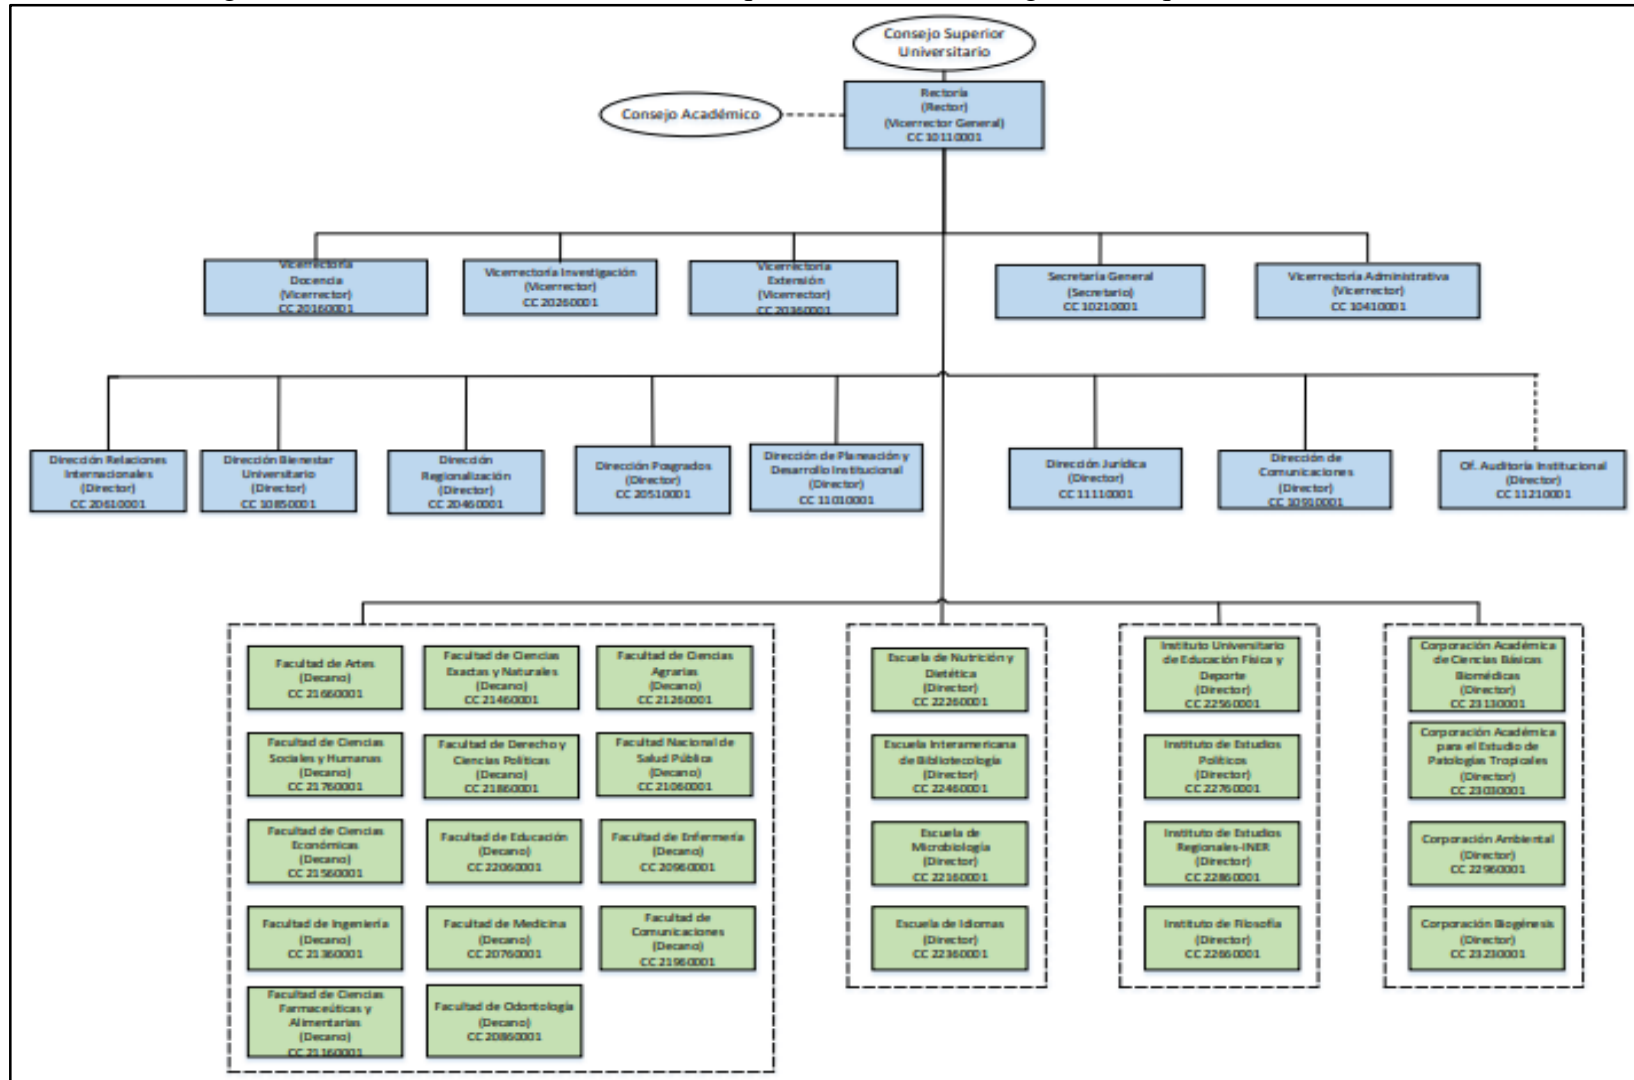 Consejo Superior
Universitario
Rectoría
(Rector)
(Vicerrector General)
CC 10110001
Consejo Académico
Vicerrectoría
Docencia
(Vicerrector)
CC 20160001
Vicerrectoría Investigación
(Vicerrector)
CC 20260001
Vicerrectoría
Extensión
(Vicerrector)
CC 20360001
Secretaría General
(Secretario)
CC 10210001
Vicerrectoría Administrativa
(Vicerrector)
CC 10410001
Dirección Relaciones
Internacionales
(Director)
CC 20610001
Dirección Bienestar
Universitario
(Director)
CC 10850001
Dirección
Regionalización
(Director)
CC 20460001
Dirección Posgrados
(Director)
CC 20510001
Dirección de Planeación y
Desarrollo Institucional
(Director)
CC 11010001
Dirección Jurídica
(Director)
CC 11110001
Dirección de
Comunicaciones
(Director)
CC 10910001
Of. Auditoría Institucional
(Director)
CC 11210001
Facultad de Artes
(Decano)
CC 21660001
Facultad de Ciencias
Exactas y Naturales
(Decano)
CC 21460001
Facultad de Ciencias
Agrarias
(Decano)
CC 21260001
Facultad de Ciencias
Sociales y Humanas
(Decano)
CC 21760001
Facultad de Derecho y
Ciencias Políticas
(Decano)
CC 21860001
Facultad Nacional de
Salud Pública
(Decano)
CC 21060001
Facultad de Ciencias
Económicas
(Decano)
CC 21560001
Facultad de Educación
(Decano)
CC 22060001
Facultad de Enfermería
(Decano)
CC 20960001
Facultad de Ingeniería
(Decano)
CC 21360001
Facultad de Medicina
(Decano)
CC 20760001
Facultad de
Comunicaciones
(Decano)
CC 21960001
Facultad de Ciencias
Farmaceúticas y
Alimentarias
(Decano)
CC 21160001
Facultad de Odontología
(Decano)
CC 20860001
Escuela de Nutrición y
Dietética
(Director)
CC 22260001
Escuela Interamericana
de Bibliotecología
(Director)
CC 22460001
Escuela de
Microbiología
(Director)
CC 22160001
Escuela de Idiomas
(Director)
CC 22360001
Instituto Universitario
de Educación Física y
Deporte
(Director)
CC 22560001
Instituto de Estudios
Políticos
(Director)
CC 22760001
Instituto de Estudios
Regionales-INER
(Director)
CC 22860001
Instituto de Filosofía
(Director)
CC 22660001
Corporación Académica
de Ciencias Básicas
Biomédicas
(Director)
CC 23130001
Corporación Académica
para el Estudio de
Patologías Tropicales
(Director)
CC 23030001
Corporación Ambiental
(Director)
CC 22960001
Corporación Biogénesis
(Director)
CC 23230001